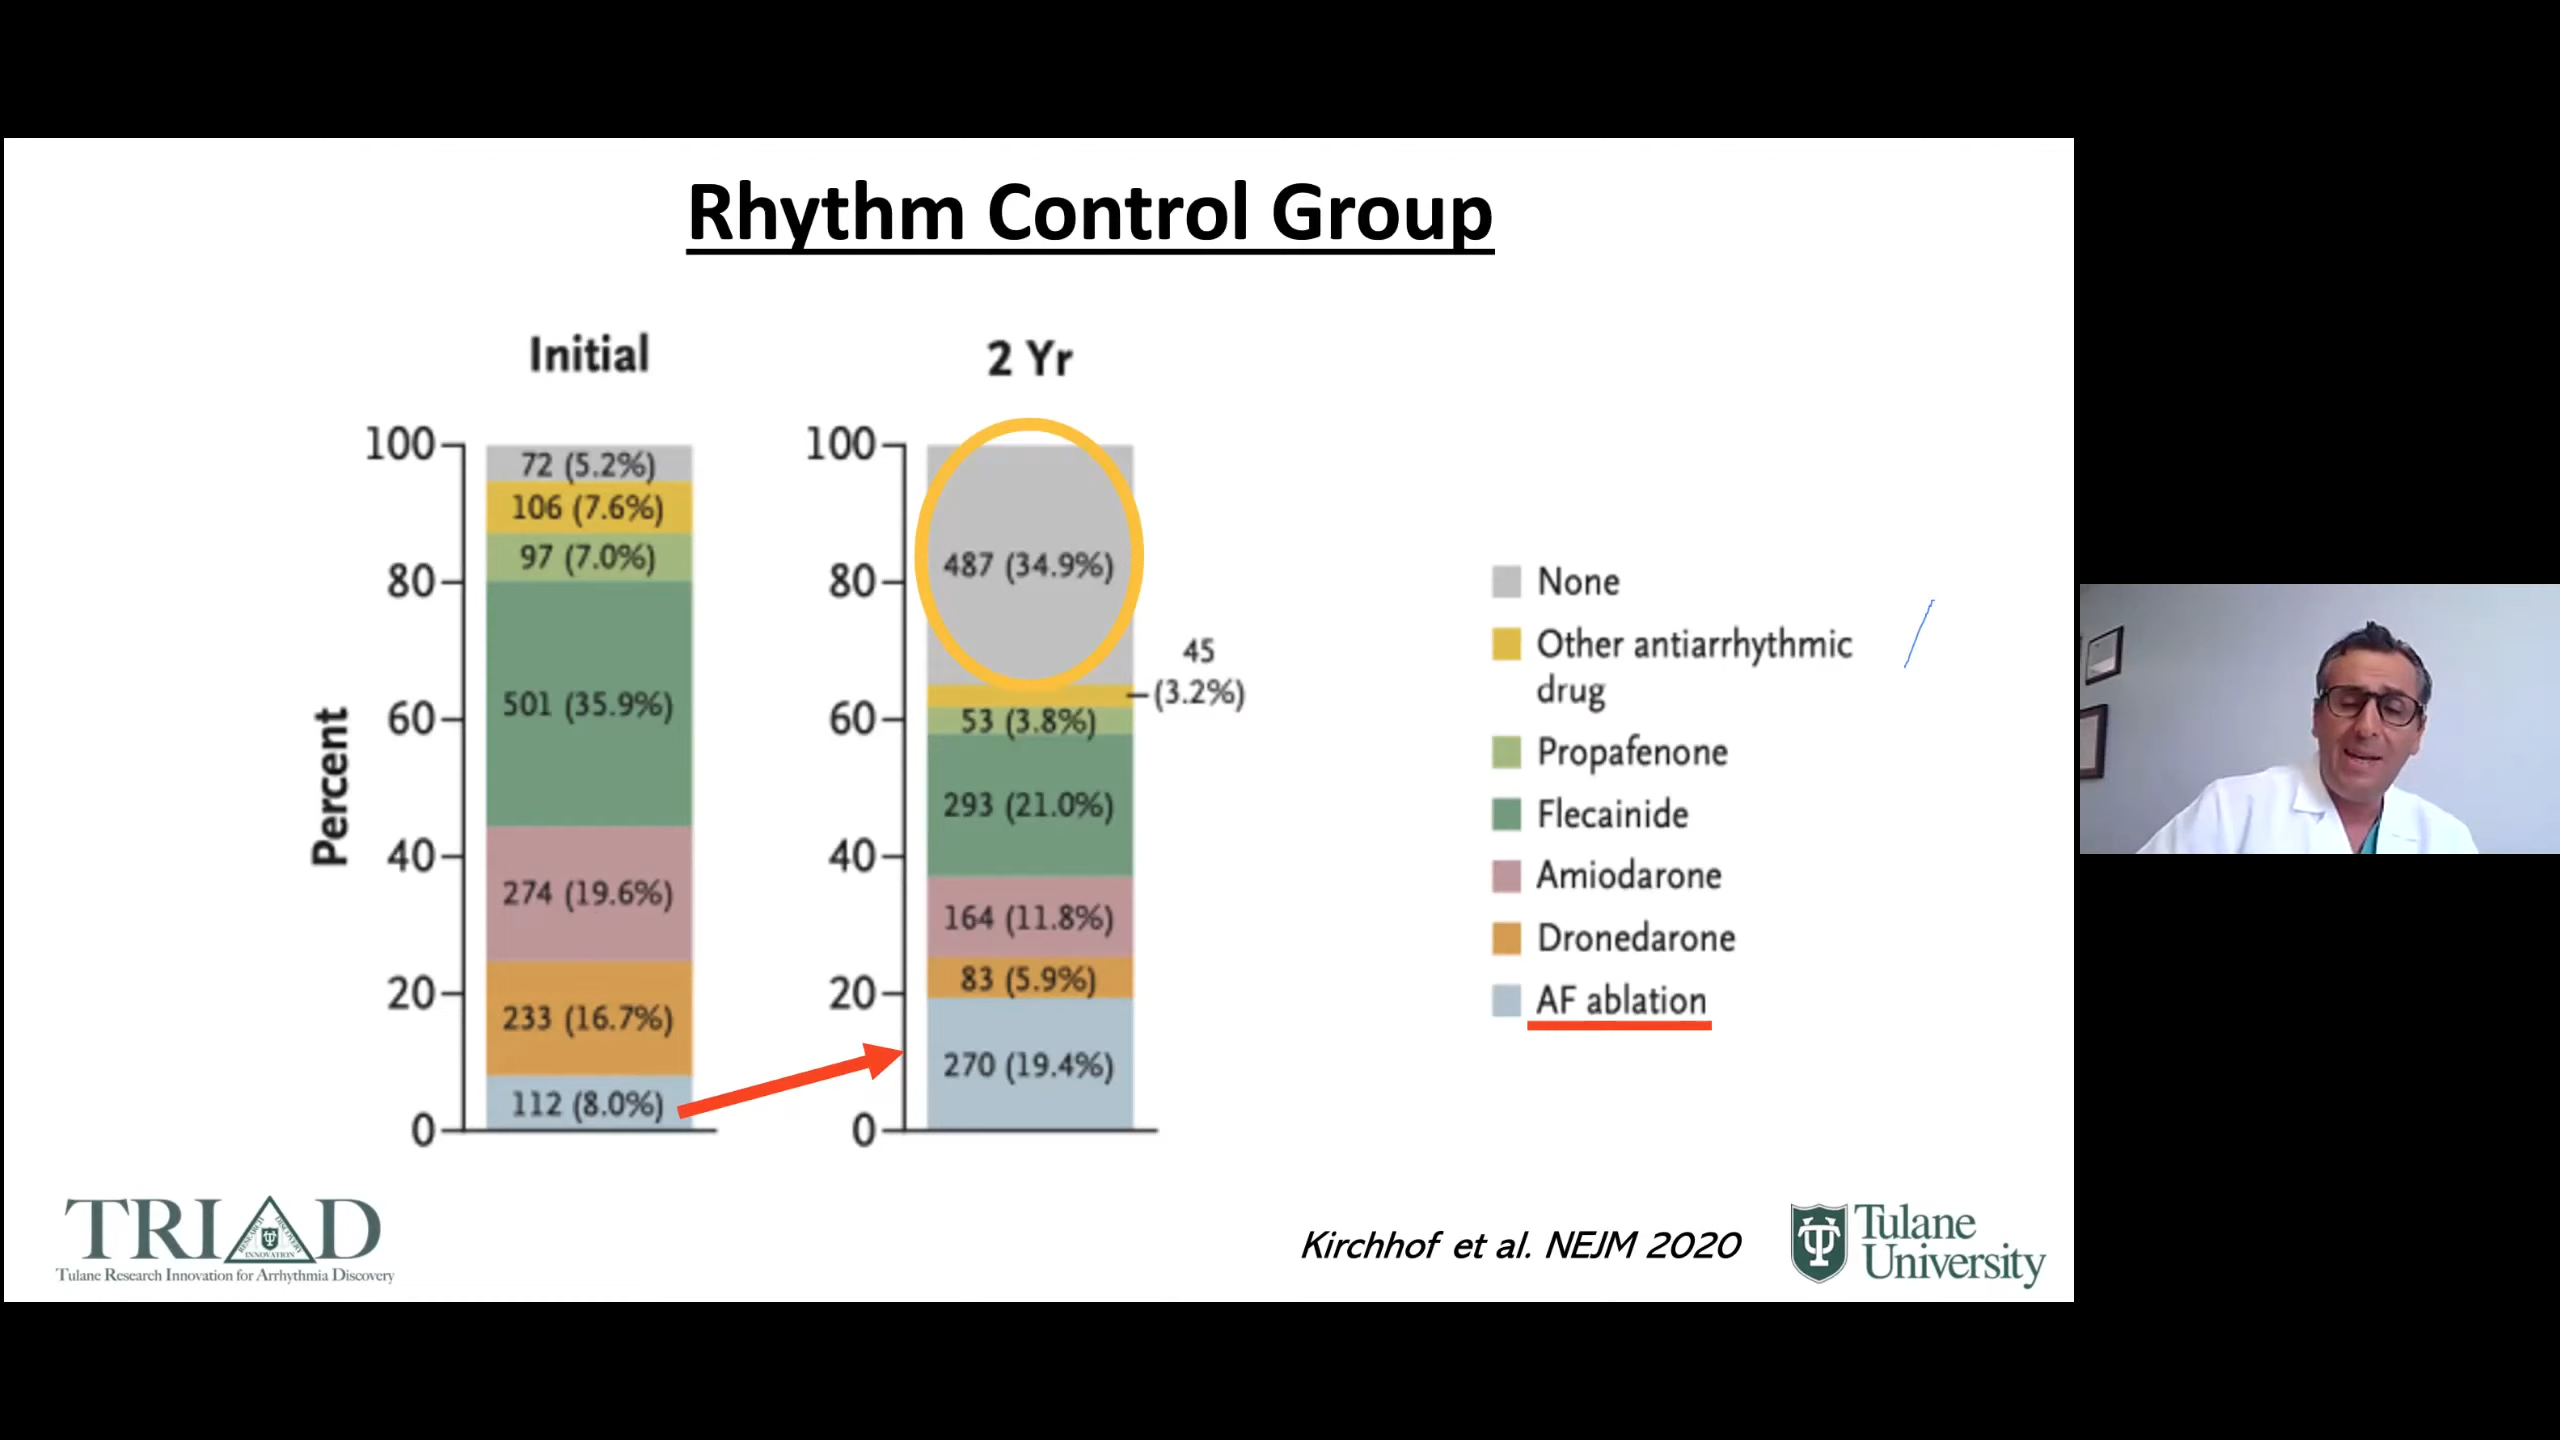 Rhythm Control Group
Initial
2 Yr
Percent
100
80
60
40
20
0
72 (5.2%)
106 (7.6%)
97 (7.0%)
501 (35.9%)
274 (19.6%)
233 (16.7%)
112 (8.0%)
100
80
60
40
20
0
487 (34.9%)
45
(3.2%)
53 (3.8%)
293 (21.0%)
164 (11.8%)
83 (5.9%)
270 (19.4%)
None
Other antiarrhythmic
drug
Propafenone
Flecainide
Amiodarone
Dronedarone
AF ablation
TRIAD
Tulane Research Innovation for Arrhythmia Discovery
Kirchhof et al. NEJM 2020
Tulane
University